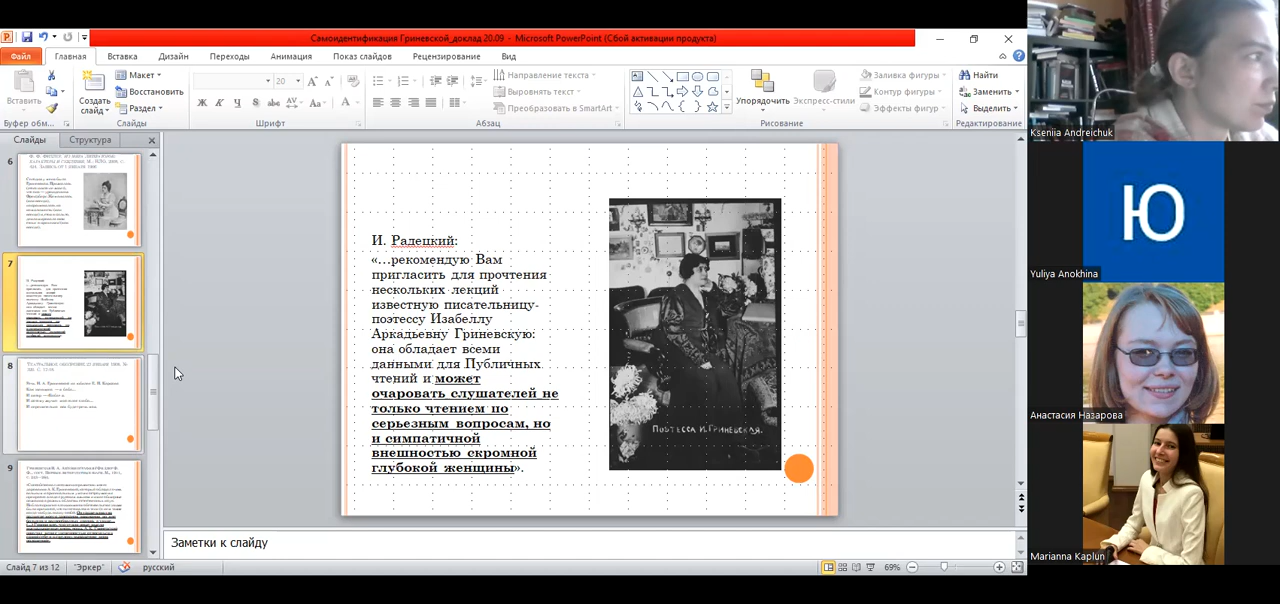 Самоидентификация Гриневской_доклад 20.09 - Microsoft PowerPoint (Сбой активации продукта)
Файл Главная Вставка Дизайн Переходы Анимация Показ слайдов Рецензирование Вид
Вставить
Буфер обм...
Создать слайд
Макет
Восстановить
Раздел
Слайды
20
Шрифт
Абзац
Направление текста
Выровнять текст
Преобразовать в SmartArt
Упорядочить
Экспресс-стили
Заливка фигуры
Контур фигуры
Эффекты фигур
Рисование
Найти
Заменить
Выделить
Редактирование
Слайды Структура
6
7
8
9
И. Радецкий:
«…рекомендую Вам
пригласить для прочтения
нескольких лекций
известную писательницу-
поэтессу Изабеллу
Аркадьевну Гриневскую:
она обладает всеми
данными для Публичных
чтений и может
очаровать слушателей не
только чтением по
серьезным вопросам, но
и симпатичной
внешностью скромной
глубокой женщины».
Поэтесса И. Гриневская.
Заметки к слайду
Слайд 7 из 12 "Эркер" русский 69%
Kseniia Andreichuk
Ю
Yuliya Anokhina
Анастасия Назарова
Marianna Kaplun